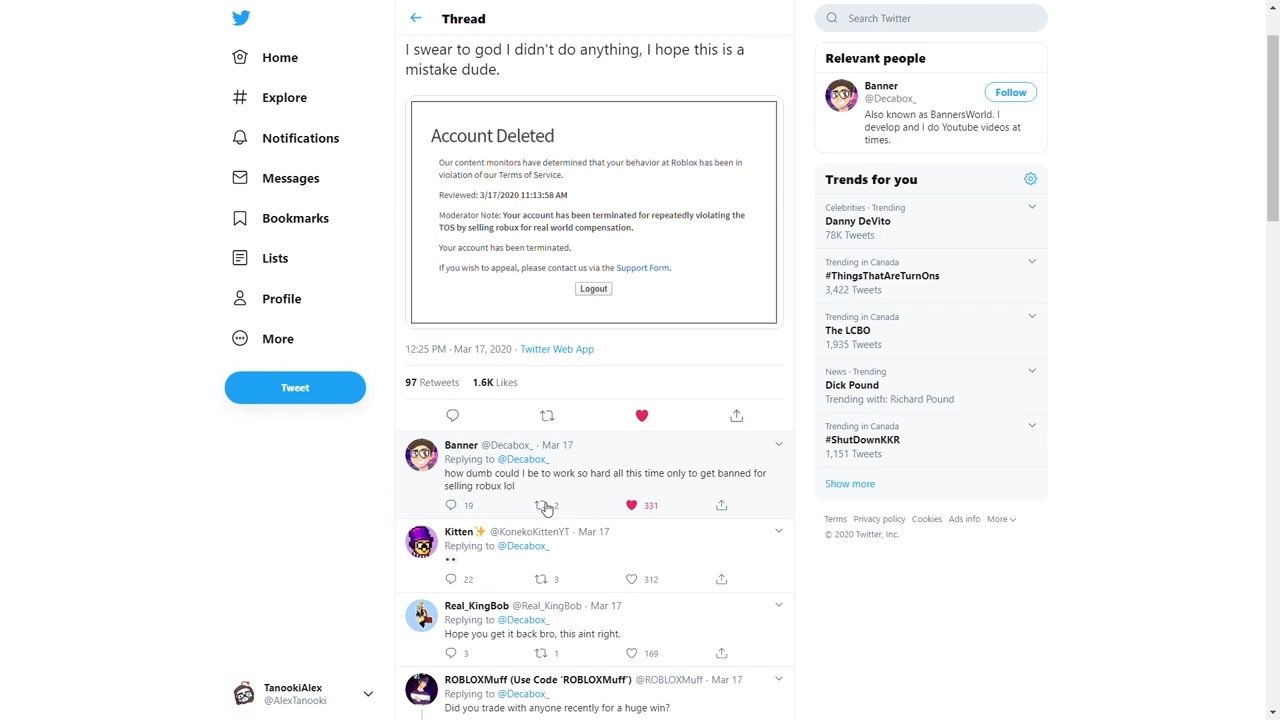 Home
Explore
Notifications
Messages
Bookmarks
Lists
Profile
More
Tweet
TanookiAlex
@AlexTanooki
Thread
I swear to god I didn't do anything, I hope this is a
mistake dude.
Account Deleted
Our content monitors have determined that your behavior at Roblox has been in
violation of our Terms of Service.
Reviewed: 3/17/2020 11:13:58 AM
Moderator Note: Your account has been terminated for repeatedly violating the
TOS by selling robux for real world compensation.
Your account has been terminated.
If you wish to appeal, please contact us via the Support Form.
Logout
12:25 PM · Mar 17, 2020 · Twitter Web App
97 Retweets 1.6K Likes
Banner @Decabox_ · Mar 17
Replying to @Decabox_
how dumb could I be to work so hard all this time only to get banned for
selling robux lol
19 2 331
Kitten✨ @KonekoKittenYT · Mar 17
Replying to @Decabox_
👀
22 3 312
Real_KingBob @Real_KingBob · Mar 17
Replying to @Decabox_
Hope you get it back bro, this aint right.
3 1 169
ROBLOXMuff (Use Code 'ROBLOXMuff') @ROBLOXMuff · Mar 17
Replying to @Decabox_
Did you trade with anyone recently for a huge win?
Search Twitter
Relevant people
Banner
@Decabox_
Follow
Also known as BannersWorld. I
develop and I do Youtube videos at
times.
Trends for you
Celebrities · Trending
Danny DeVito
78K Tweets
Trending in Canada
#ThingsThatAreTurnOns
3,422 Tweets
Trending in Canada
The LCBO
1,935 Tweets
News · Trending
Dick Pound
Trending with: Richard Pound
Trending in Canada
#ShutDownKKR
1,151 Tweets
Show more
Terms Privacy policy Cookies Ads info More
© 2020 Twitter, Inc.